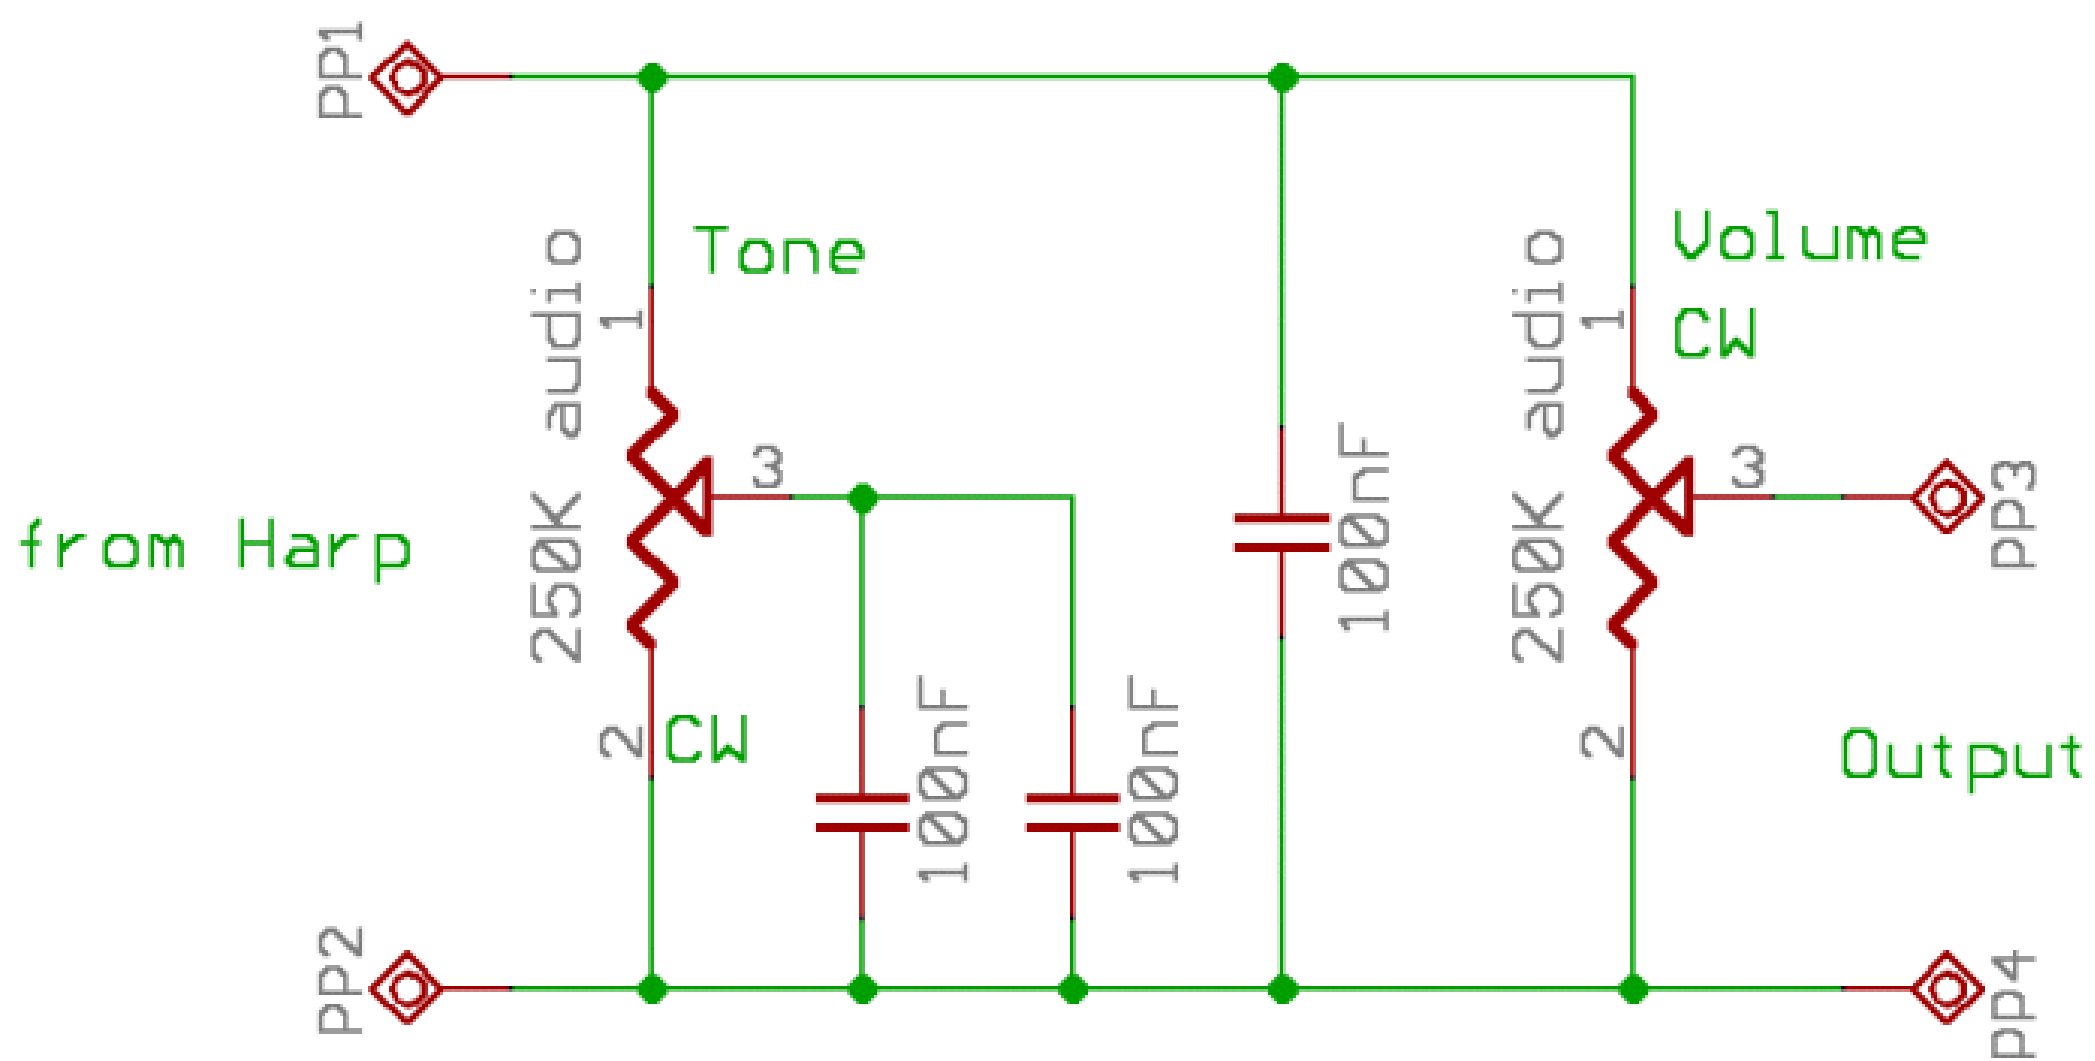 PP1
Tone
Volume
CW
1
250K audio
3
1
250K audio
3
PP3
from Harp
100nF
100nF
100nF
2
CW
2
Output
PP2
PP4